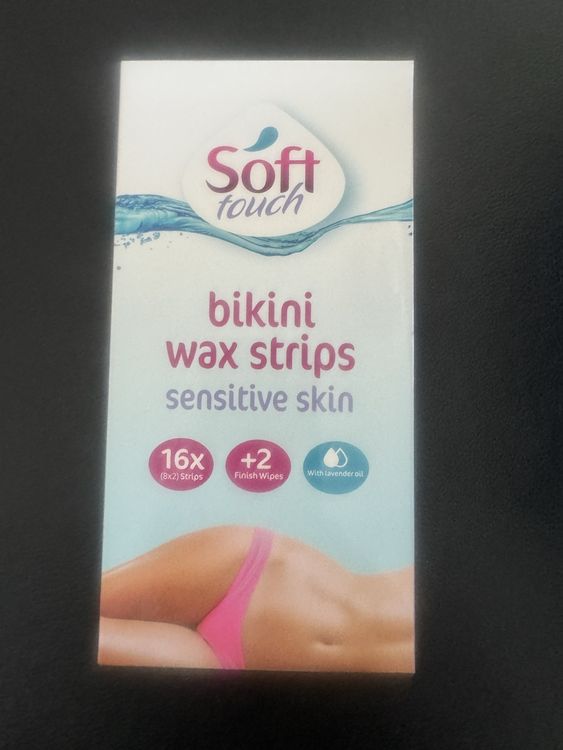 Soft
touch
bikini
wax strips
sensitive skin
16x
(8x2) Strips
+2
Finish Wipes
With lavender oil